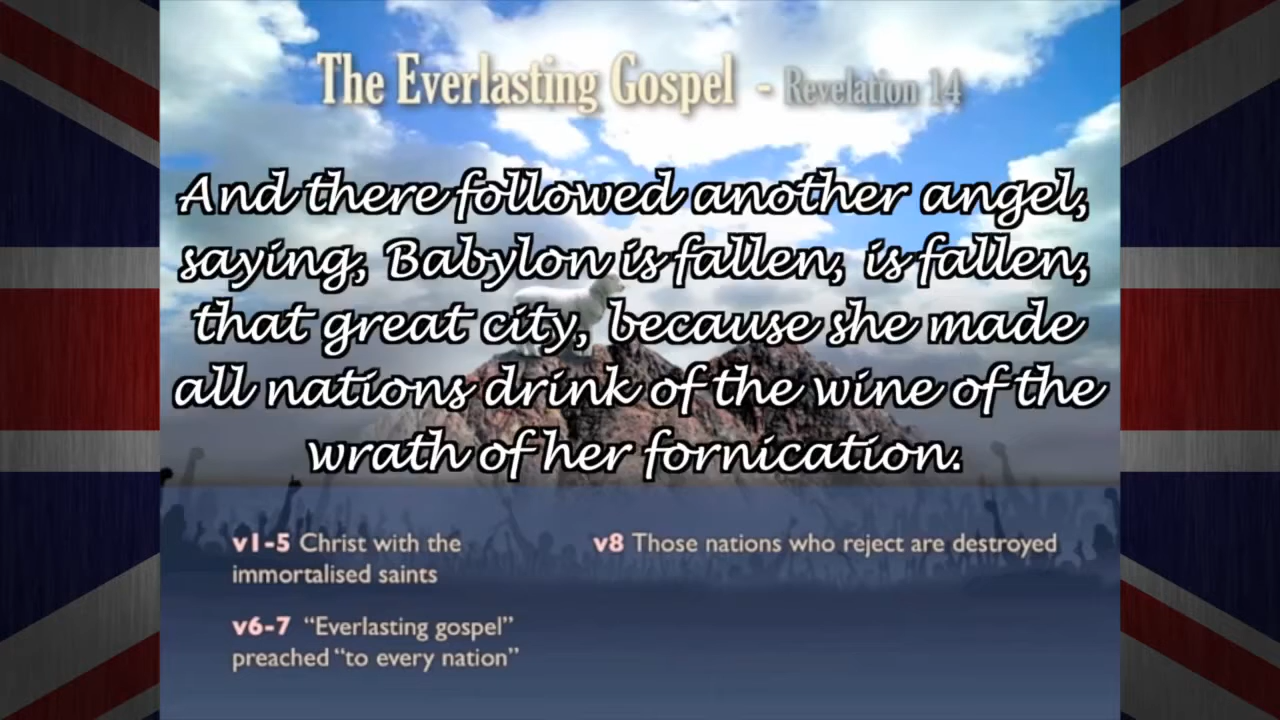 The Everlasting Gospel - Revelation 14
And there followed another angel,
saying, Babylon is fallen, is fallen,
that great city, because she made
all nations drink of the wine of the
wrath of her fornication.
v1-5 Christ with the
immortalised saints
v6-7 “Everlasting gospel”
preached “to every nation”
v8 Those nations who reject are destroyed